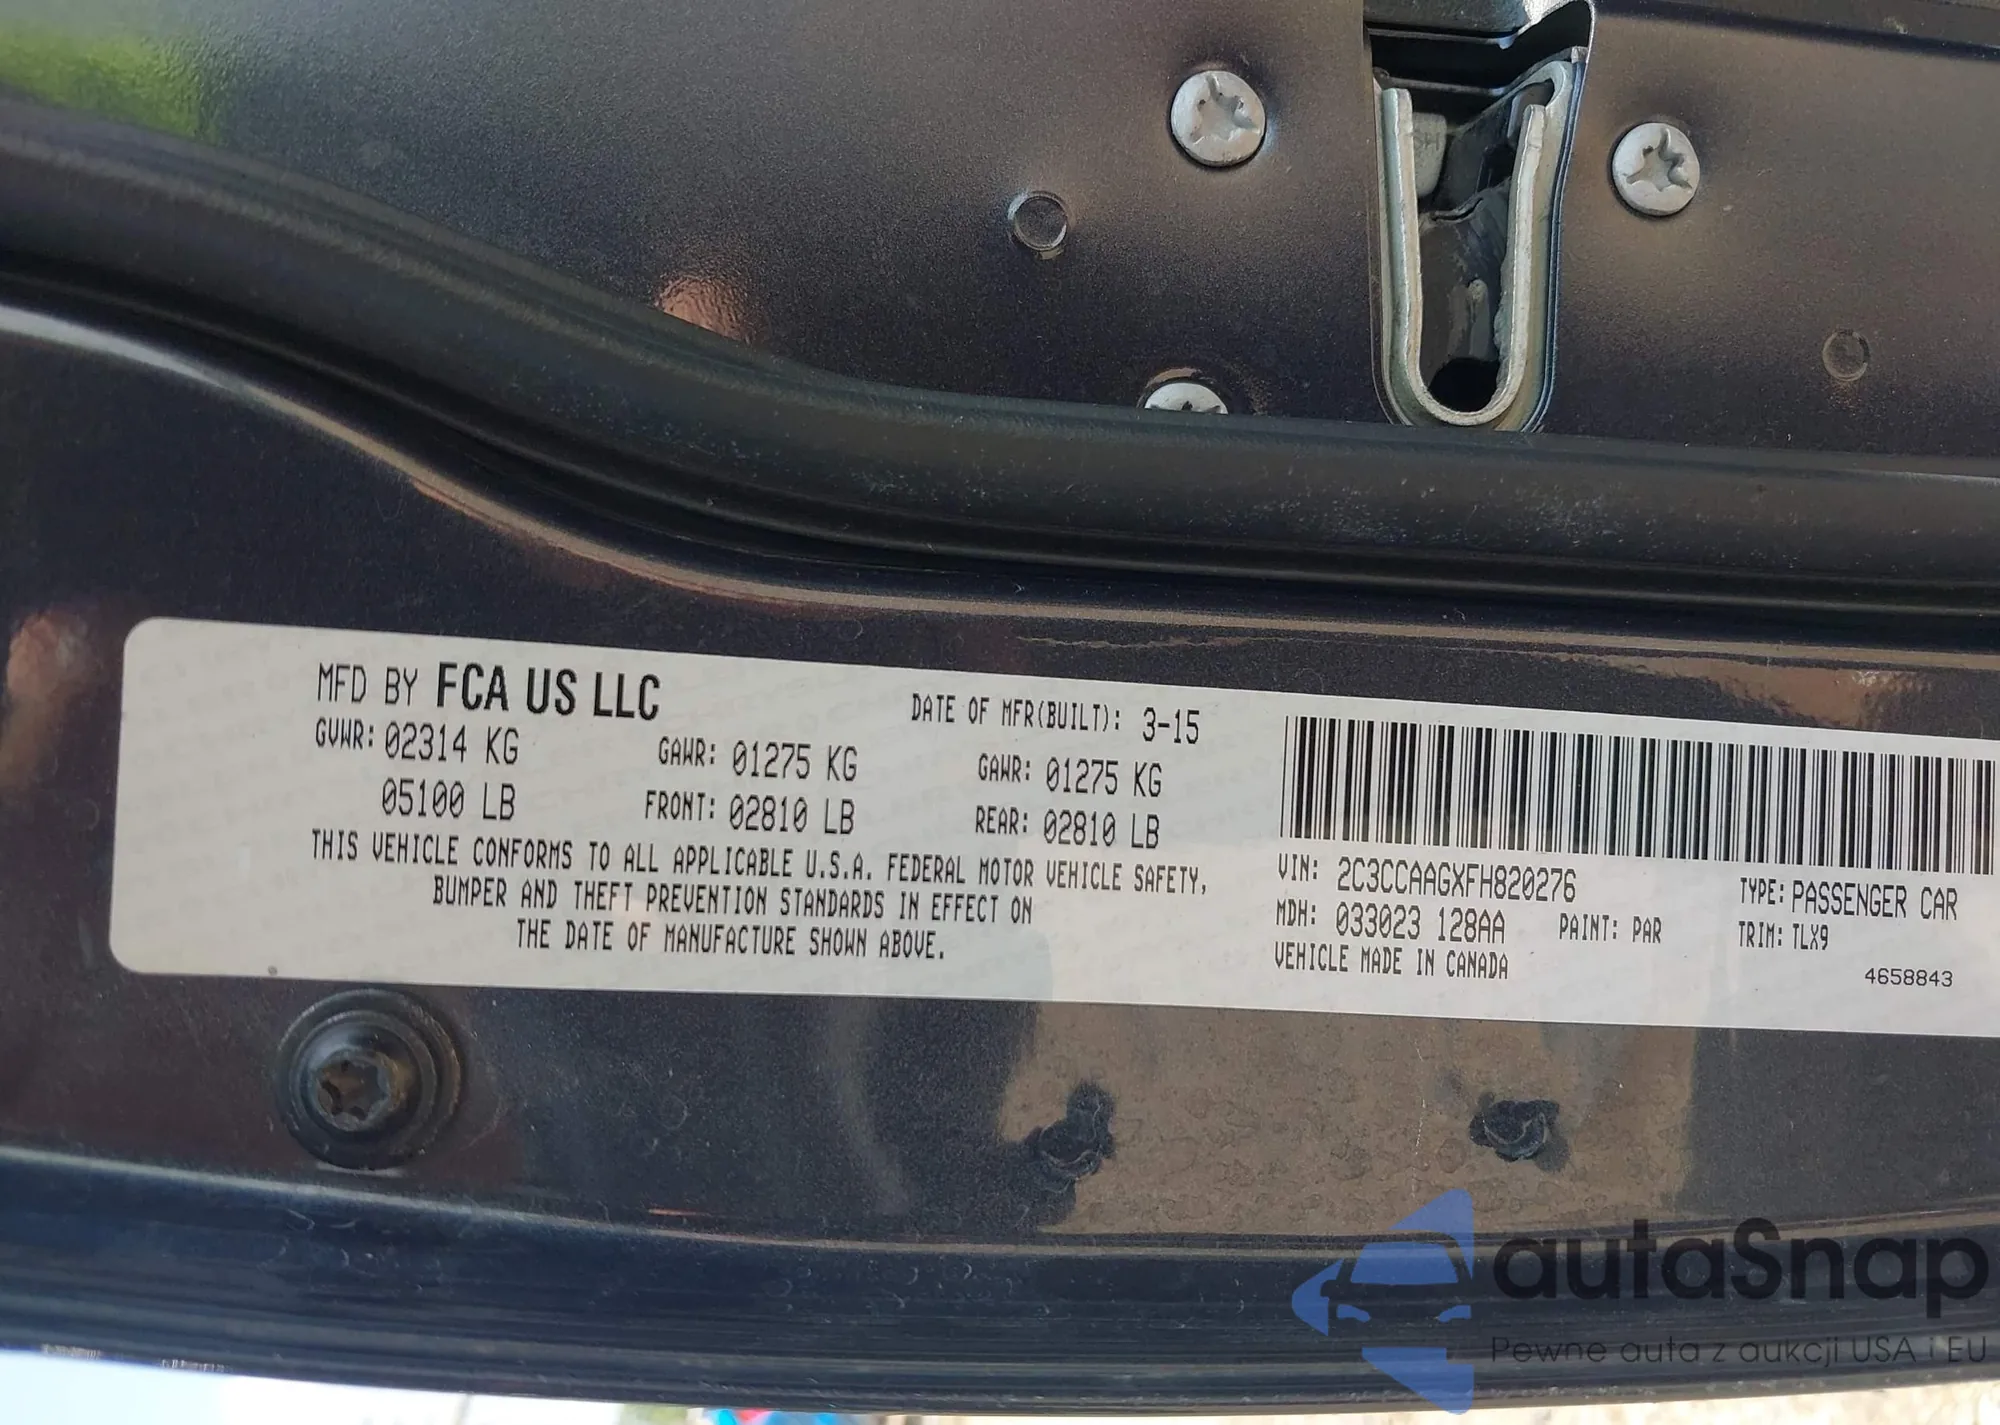 MFD BY FCA US LLC
DATE OF MFR(BUILT): 3-15
GVWR: 02314 KG GAWR: 01275 KG GAWR: 01275 KG
05100 LB FRONT: 02810 LB REAR: 02810 LB
THIS VEHICLE CONFORMS TO ALL APPLICABLE U.S.A. FEDERAL MOTOR VEHICLE SAFETY,
BUMPER AND THEFT PREVENTION STANDARDS IN EFFECT ON
THE DATE OF MANUFACTURE SHOWN ABOVE.
VIN: 2C3CCAAGXFH820276 TYPE: PASSENGER CAR
MDH: 033023 128AA PAINT: PAR TRIM: TLX9
VEHICLE MADE IN CANADA
4658843
autaSnap
Pewne auta z aukcji USA i EU